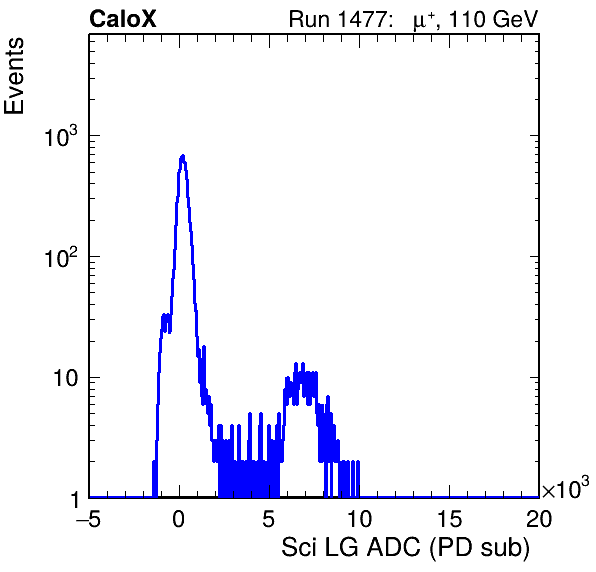 CaloX Run 1477: μ⁺, 110 GeV
Events
10³
10²
10
1
−5 0 5 10 15 20 ×10³
Sci LG ADC (PD sub)